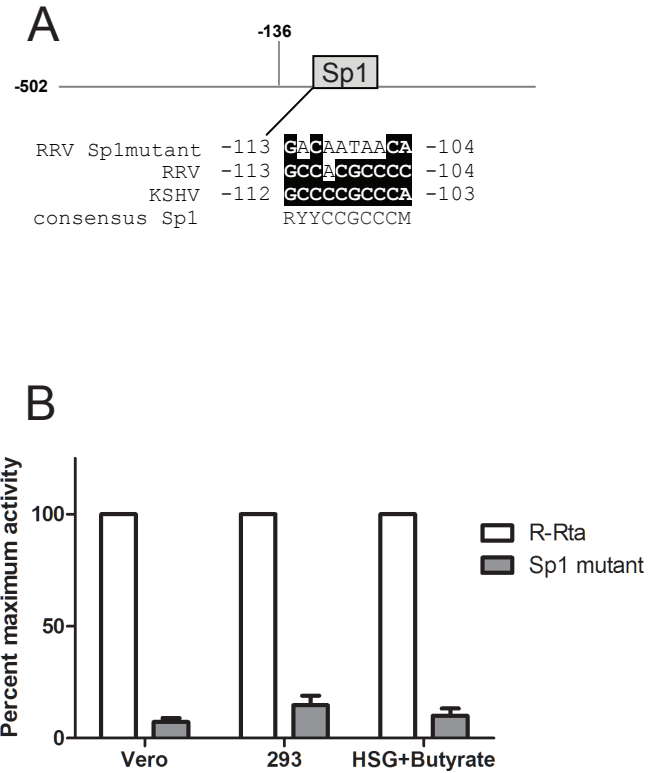 A
-136
-502
Sp1
RRV Sp1mutant -113 GACAATAACA -104
RRV -113 GCCACGCCCC -104
KSHV -112 GCCCCGCCCA -103
consensus Sp1 RYYCCGCCCM
B
Percent maximum activity
100
50
0
Vero 293 HSG+Butyrate
R-Rta
Sp1 mutant